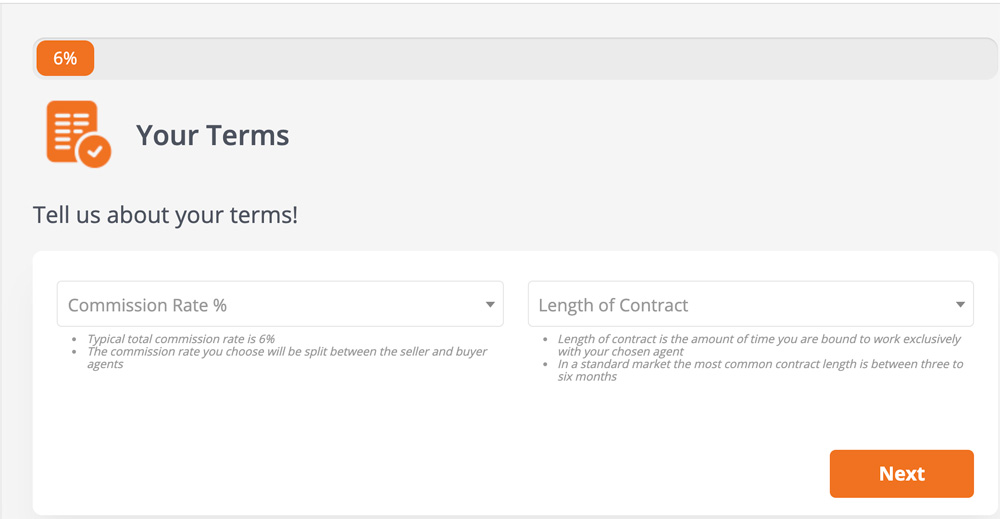 6%
Your Terms
Tell us about your terms!
Commission Rate %
• Typical total commission rate is 6%
• The commission rate you choose will be split between the seller and buyer
agents
Length of Contract
• Length of contract is the amount of time you are bound to work exclusively
with your chosen agent
• In a standard market the most common contract length is between three to
six months
Next